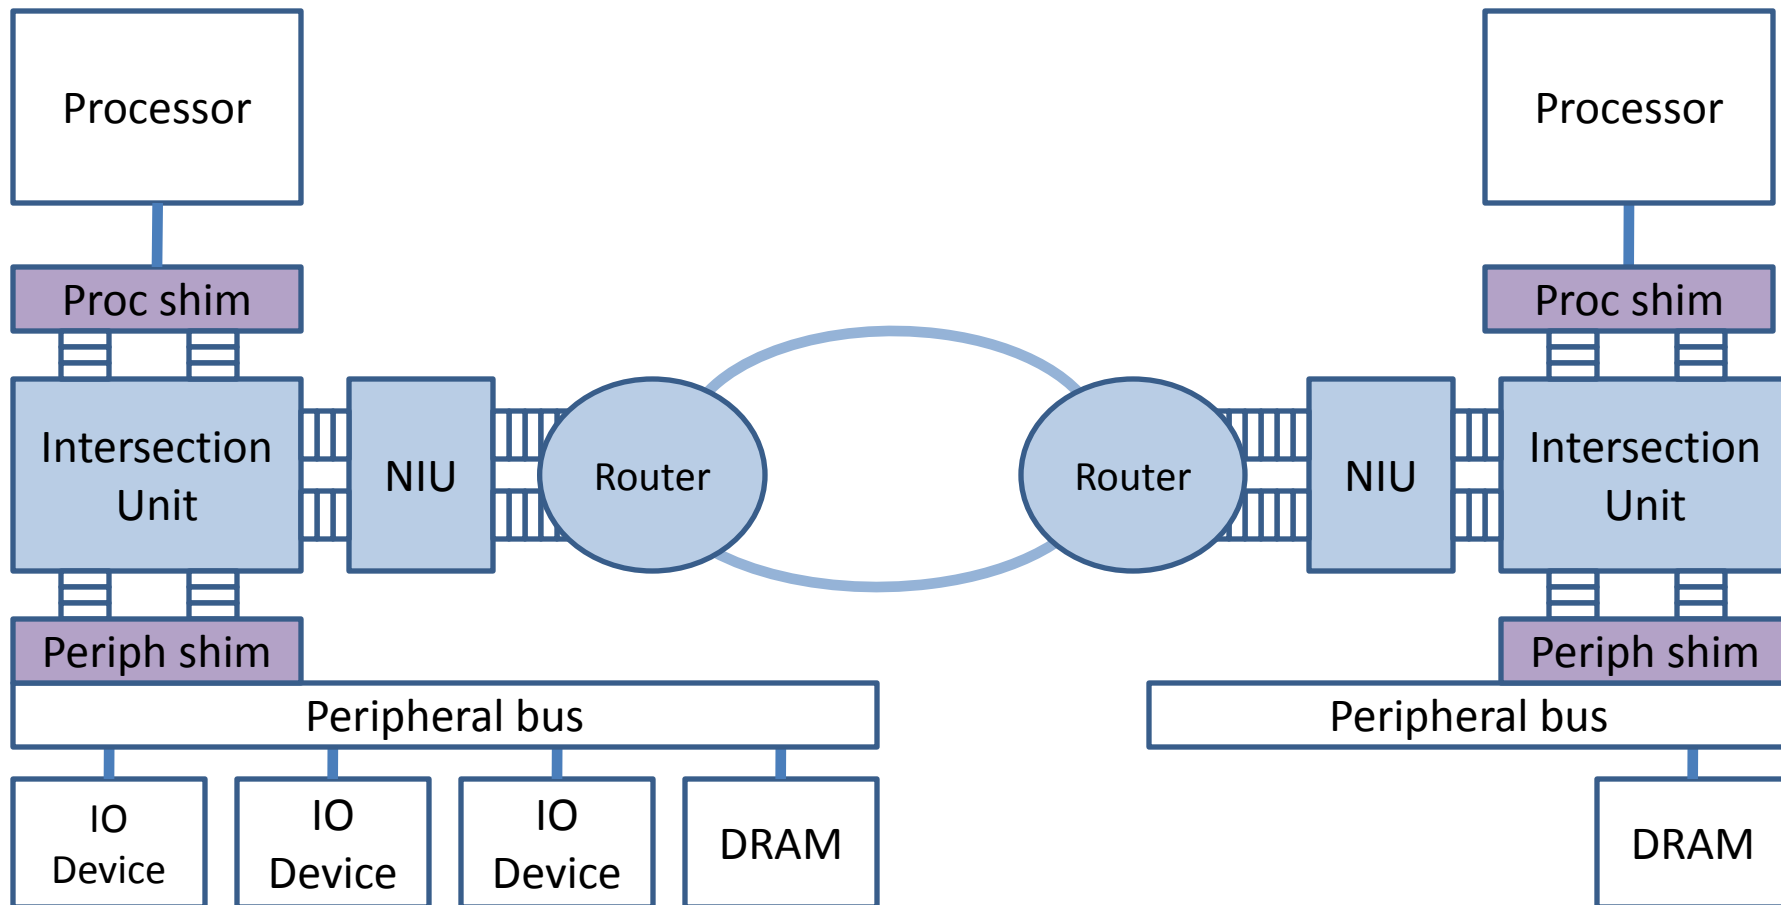 Processor
Processor
Proc shim
Proc shim
Intersection
Unit
NIU
Router
Router
NIU
Intersection
Unit
Periph shim
Periph shim
Peripheral bus
Peripheral bus
IO
Device
IO
Device
IO
Device
DRAM
DRAM